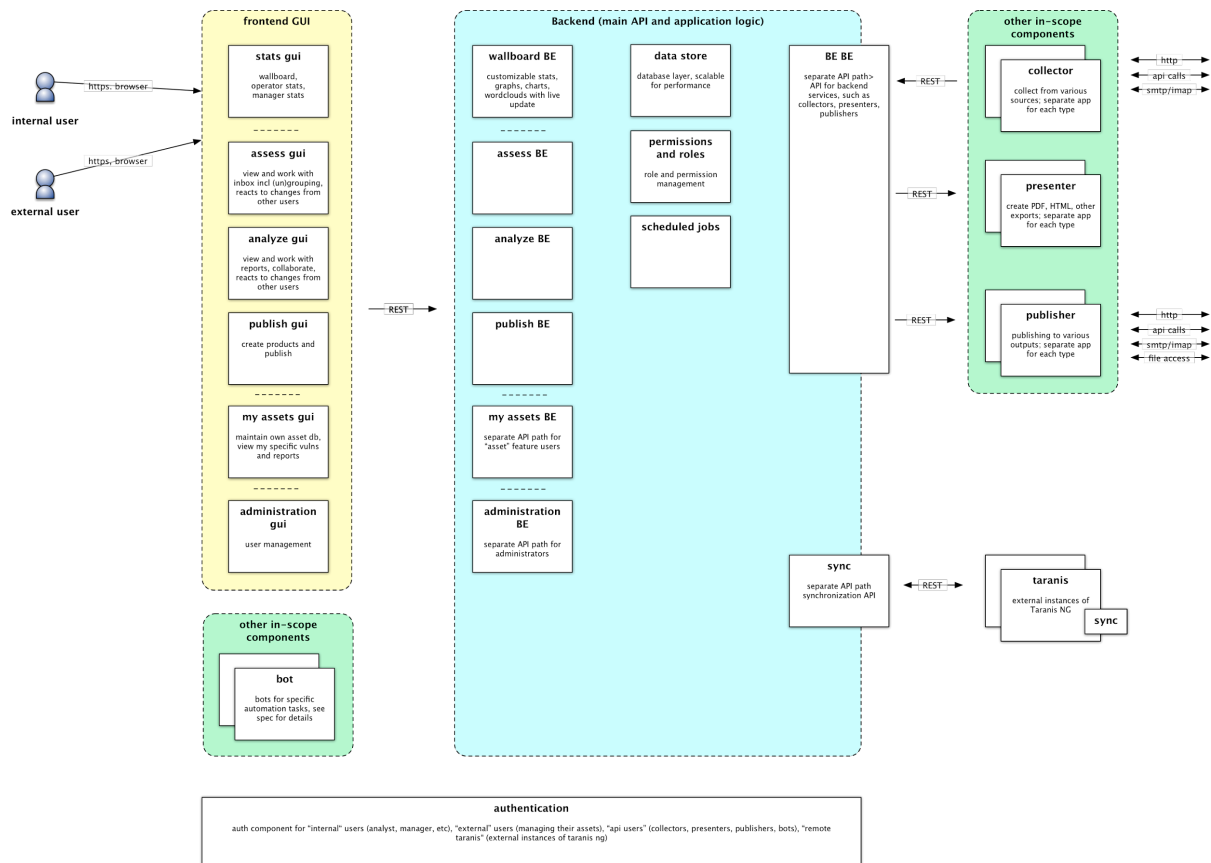 internal user
external user
https. browser
https, browser
frontend GUI
stats gui
wallboard,
operator stats,
manager stats
assess gui
view and work with
inbox incl (un)grouping,
reacts to changes from
other users
analyze gui
view and work with
reports, collaborate,
reacts to changes from
other users
publish gui
create products and
publish
my assets gui
maintain own asset db,
view my specific vulns
and reports
administration
gui
user management
other in-scope
components
bot
bots for specific
automation tasks, see
spec for details
REST
Backend (main API and application logic)
wallboard BE
customizable stats,
graphs, charts,
wordclouds with live
update
assess BE
analyze BE
publish BE
my assets BE
separate API path for
"asset" feature users
administration
BE
separate API path for
administrators
data store
database layer, scalable
for performance
permissions
and roles
role and permission
management
scheduled jobs
BE BE
separate API path>
API for backend
services, such as
collectors, presenters,
publishers
sync
separate API path
synchronization API
REST
REST
REST
REST
other in-scope
components
collector
collect from various
sources; separate app
for each type
presenter
create PDF, HTML, other
exports; separate app
for each type
publisher
publishing to various
outputs; separate app
for each type
http
api calls
smtp/imap
http
api calls
smtp/imap
file access
taranis
external instances of
Taranis NG
sync
authentication
auth component for "internal" users (analyst, manager, etc), "external" users (managing their assets), "api users" (collectors, presenters, publishers, bots), "remote
taranis" (external instances of taranis ng)